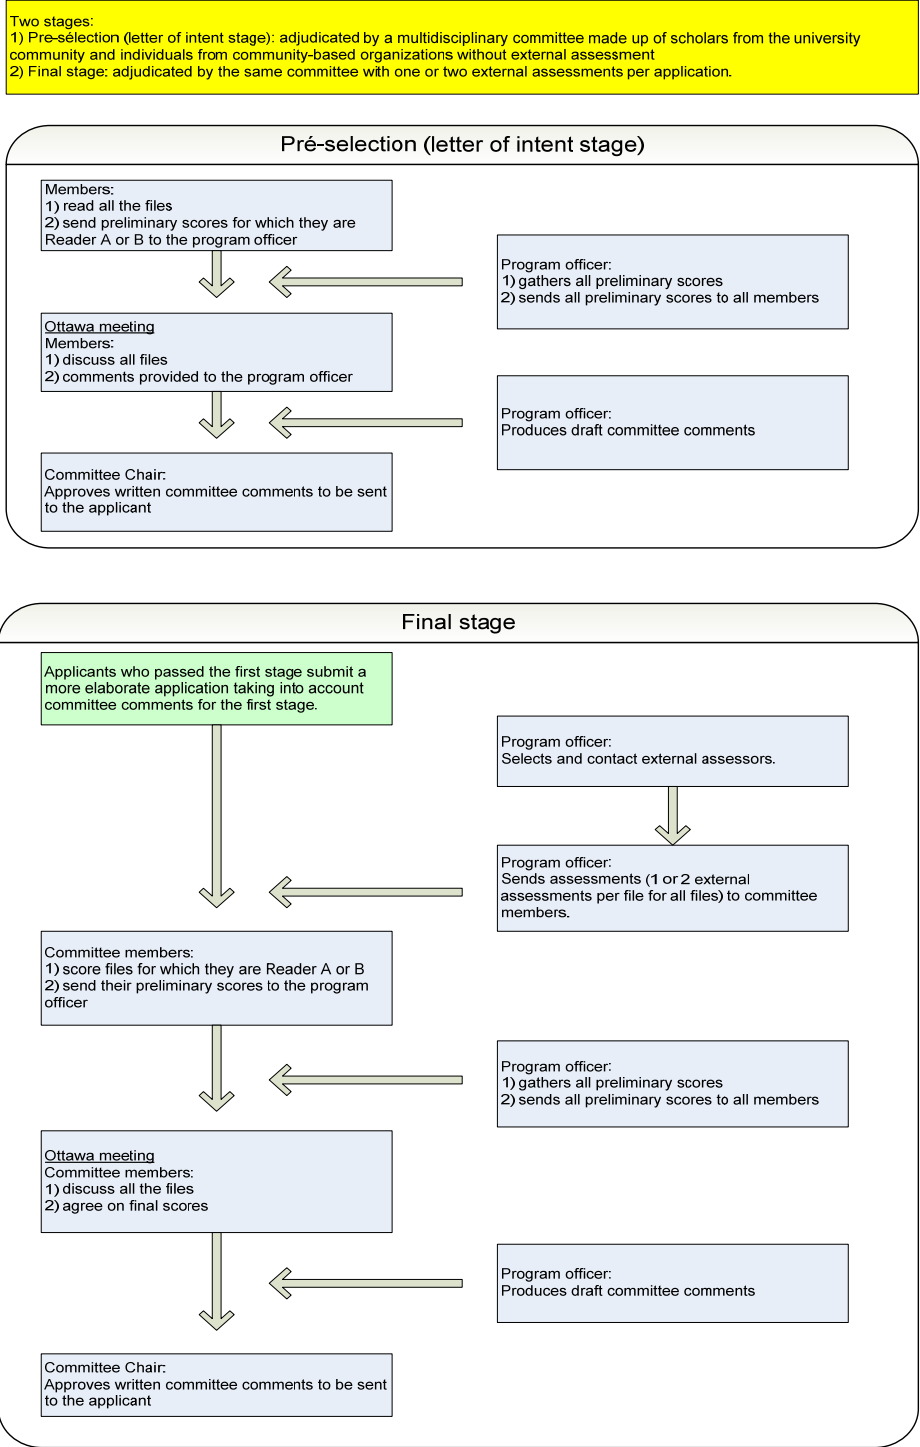 Two stages:
1) Pre-sélection (letter of intent stage): adjudicated by a multidisciplinary committee made up of scholars from the university
community and individuals from community-based organizations without external assessment
2) Final stage: adjudicated by the same committee with one or two external assessments per application.
Pré-selection (letter of intent stage)
Members:
1) read all the files
2) send preliminary scores for which they are
Reader A or B to the program officer
Program officer:
1) gathers all preliminary scores
2) sends all preliminary scores to all members
Ottawa meeting
Members:
1) discuss all files
2) comments provided to the program officer
Program officer:
Produces draft committee comments
Committee Chair:
Approves written committee comments to be sent
to the applicant
Final stage
Applicants who passed the first stage submit a
more elaborate application taking into account
committee comments for the first stage.
Program officer:
Selects and contact external assessors.
Program officer:
Sends assessments (1 or 2 external
assessments per file for all files) to committee
members.
Committee members:
1) score files for which they are Reader A or B
2) send their preliminary scores to the program
officer
Program officer:
1) gathers all preliminary scores
2) sends all preliminary scores to all members
Ottawa meeting
Committee members:
1) discuss all the files
2) agree on final scores
Program officer:
Produces draft committee comments
Committee Chair:
Approves written committee comments to be sent
to the applicant